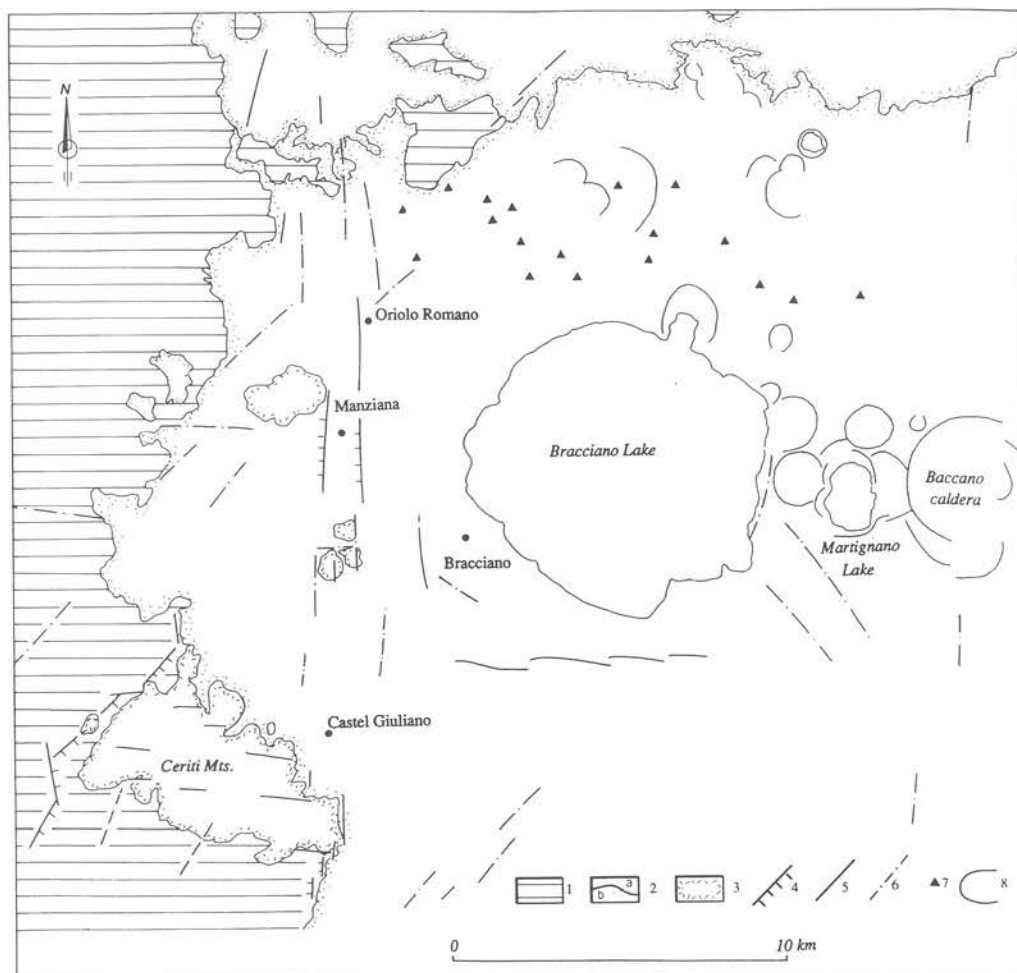 N
Oriolo Romano
Manziana
Bracciano Lake
Baccano
caldera
Bracciano
Martignano
Lake
Castel Giuliano
Ceriti Mts.
1 a b 2 3 4 5 6 7 8
0 10 km